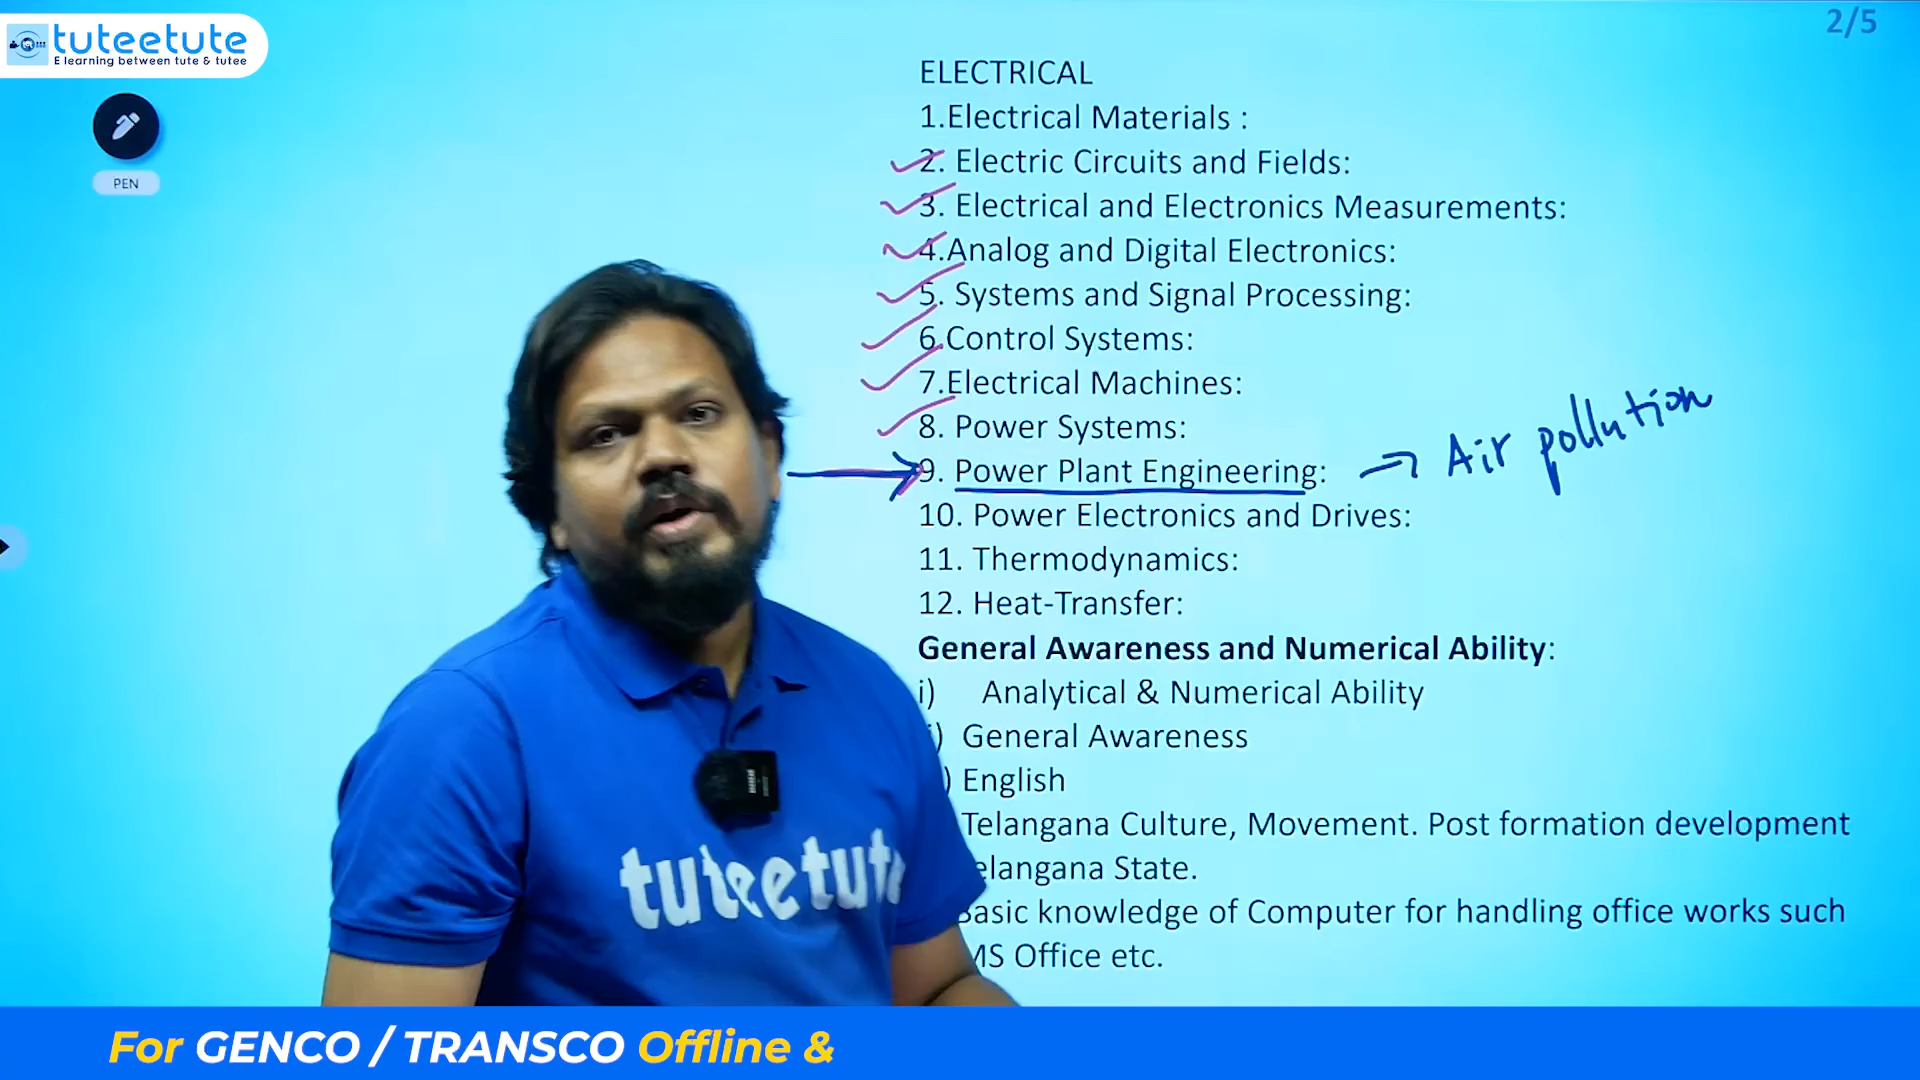 tuteetute
E learning between tute & tutee
2/5
PEN
ELECTRICAL
1.Electrical Materials :
2. Electric Circuits and Fields:
3. Electrical and Electronics Measurements:
4.Analog and Digital Electronics:
5. Systems and Signal Processing:
6.Control Systems:
7.Electrical Machines:
8. Power Systems:
9. Power Plant Engineering: → Air pollution
10. Power Electronics and Drives:
11. Thermodynamics:
12. Heat-Transfer:
General Awareness and Numerical Ability:
i) Analytical & Numerical Ability
i) General Awareness
) English
Telangana Culture, Movement. Post formation development
elangana State.
Basic knowledge of Computer for handling office works such
MS Office etc.
tuteetute
For GENCO / TRANSCO Offline &